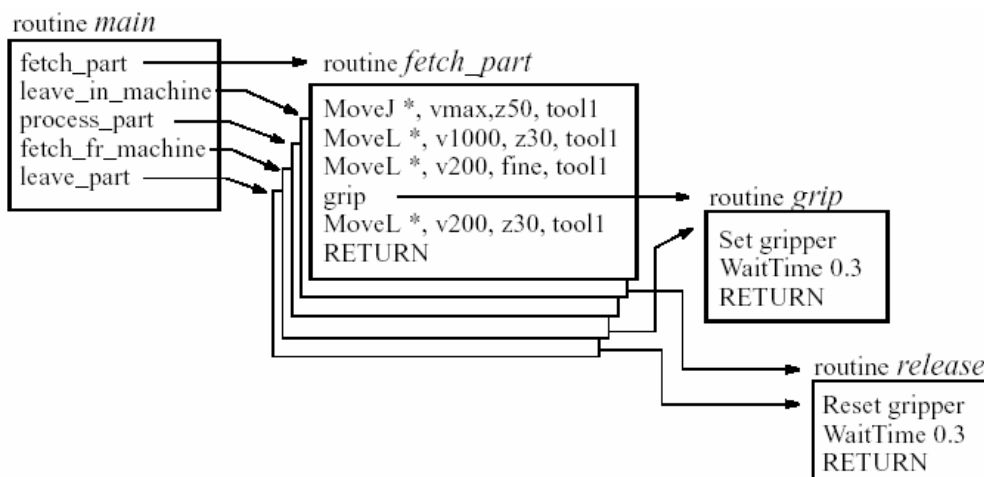 routine main
fetch_part
leave_in_machine
process_part
fetch_fr_machine
leave_part
routine fetch_part
MoveJ *, vmax,z50, tool1
MoveL *, v1000, z30, tool1
MoveL *, v200, fine, tool1
grip
MoveL *, v200, z30, tool1
RETURN
routine grip
Set gripper
WaitTime 0.3
RETURN
routine release
Reset gripper
WaitTime 0.3
RETURN